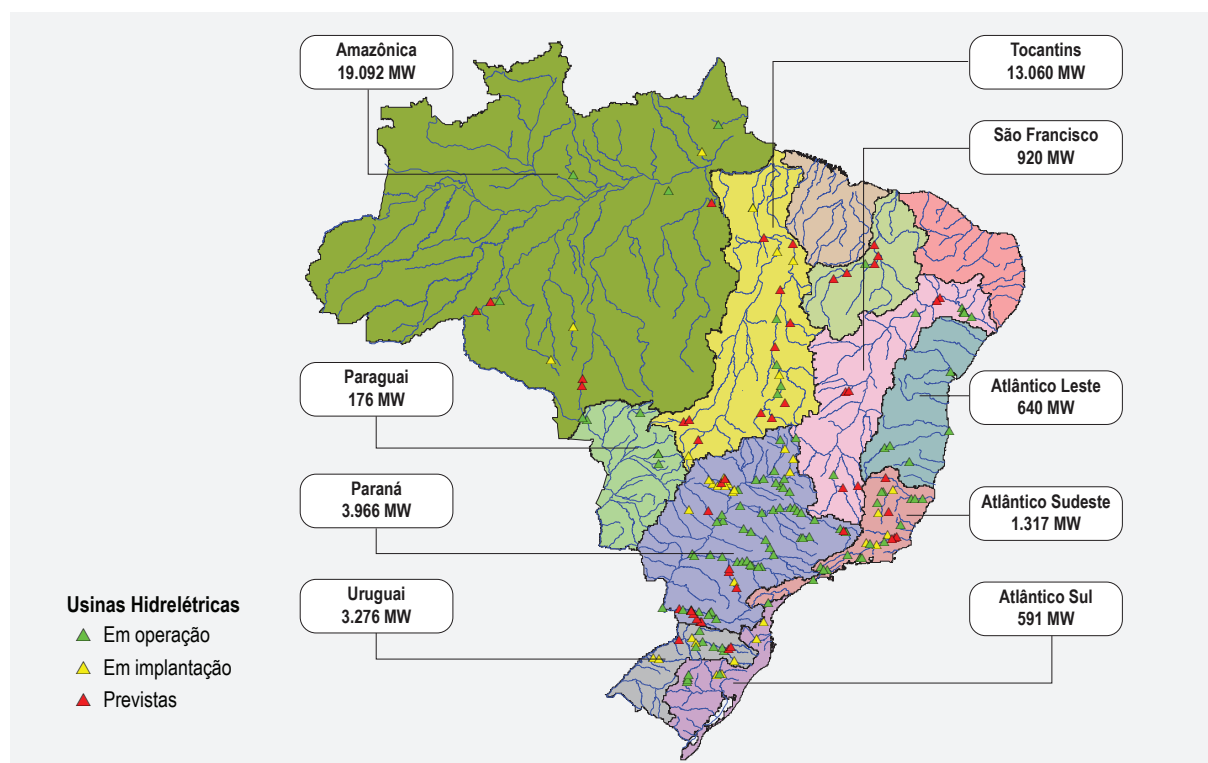 Amazônica
19.092 MW
Tocantins
13.060 MW
São Francisco
920 MW
Paraguai
176 MW
Atlântico Leste
640 MW
Paraná
3.966 MW
Atlântico Sudeste
1.317 MW
Uruguai
3.276 MW
Atlântico Sul
591 MW
Usinas Hidrelétricas
Em operação
Em implantação
Previstas